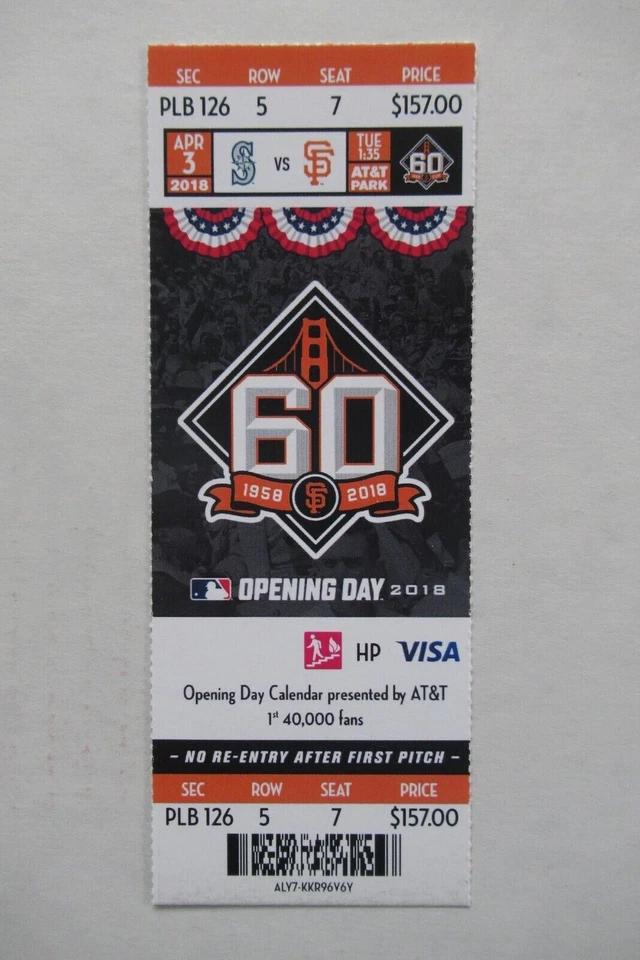 SEC ROW SEAT PRICE
PLB 126 5 7 $157.00
APR
3
2018
S
VS
SF
TUE
1:35
AT&T
PARK
60
60
1958 SF 2018
OPENING DAY 2018
HP VISA
Opening Day Calendar presented by AT&T
1st 40,000 fans
– NO RE-ENTRY AFTER FIRST PITCH –
SEC ROW SEAT PRICE
PLB 126 5 7 $157.00
ALY7-KKR96V6Y